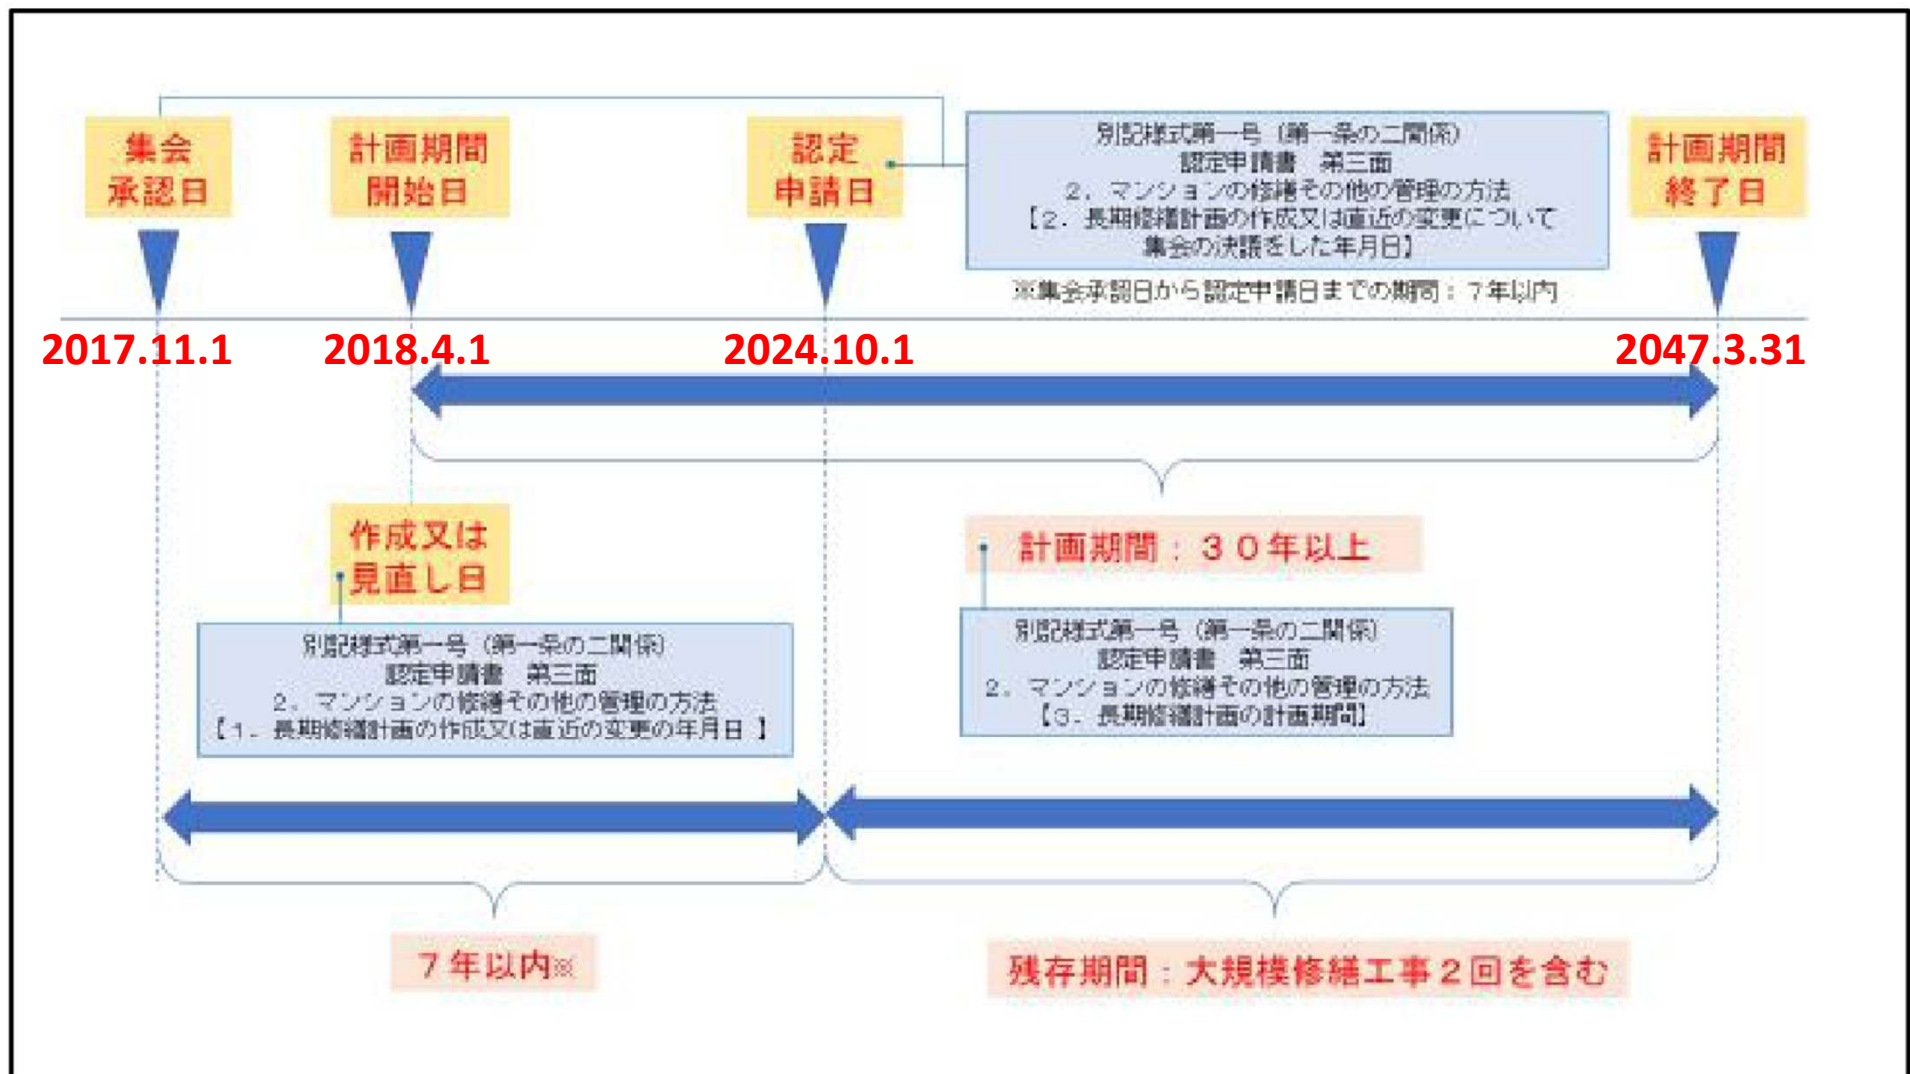 集会
承認日
計画期間
開始日
認定
申請日
別記様式第一号（第一条の二関係）
認定申請書　第三面
２．マンションの修繕その他の管理の方法
【２．長期修繕計画の作成又は直近の変更について
集会の決議をした年月日】
計画期間
終了日
※集会承認日から認定申請日までの期間：７年以内
2017.11.1
2018.4.1
2024.10.1
2047.3.31
作成又は
見直し日
計画期間：３０年以上
別記様式第一号（第一条の二関係）
認定申請書　第三面
２．マンションの修繕その他の管理の方法
【１．長期修繕計画の作成又は直近の変更の年月日 】
別記様式第一号（第一条の二関係）
認定申請書　第三面
２．マンションの修繕その他の管理の方法
【３．長期修繕計画の計画期間】
７年以内※
残存期間：大規模修繕工事２回を含む